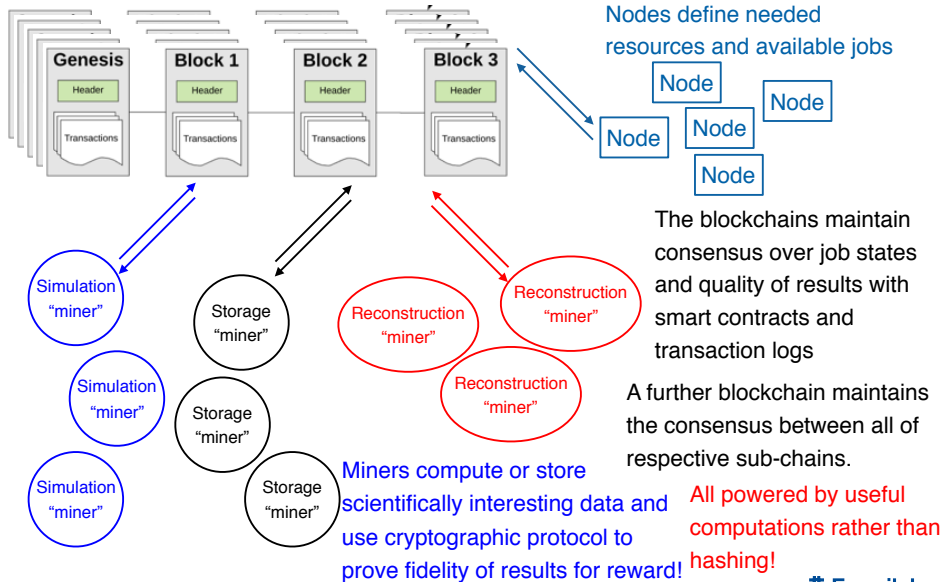 Nodes define needed
resources and available jobs
Genesis
Block 1
Block 2
Block 3
Header
Header
Header
Header
Transactions
Transactions
Transactions
Transactions
Node
Node
Node
Node
Node
The blockchains maintain
consensus over job states
and quality of results with
smart contracts and
transaction logs
Simulation
“miner”
Simulation
“miner”
Simulation
“miner”
Storage
“miner”
Storage
“miner”
Storage
“miner”
Reconstruction
“miner”
Reconstruction
“miner”
Reconstruction
“miner”
A further blockchain maintains
the consensus between all of
respective sub-chains.
Miners compute or store
scientifically interesting data and
use cryptographic protocol to
prove fidelity of results for reward!
All powered by useful
computations rather than
hashing!